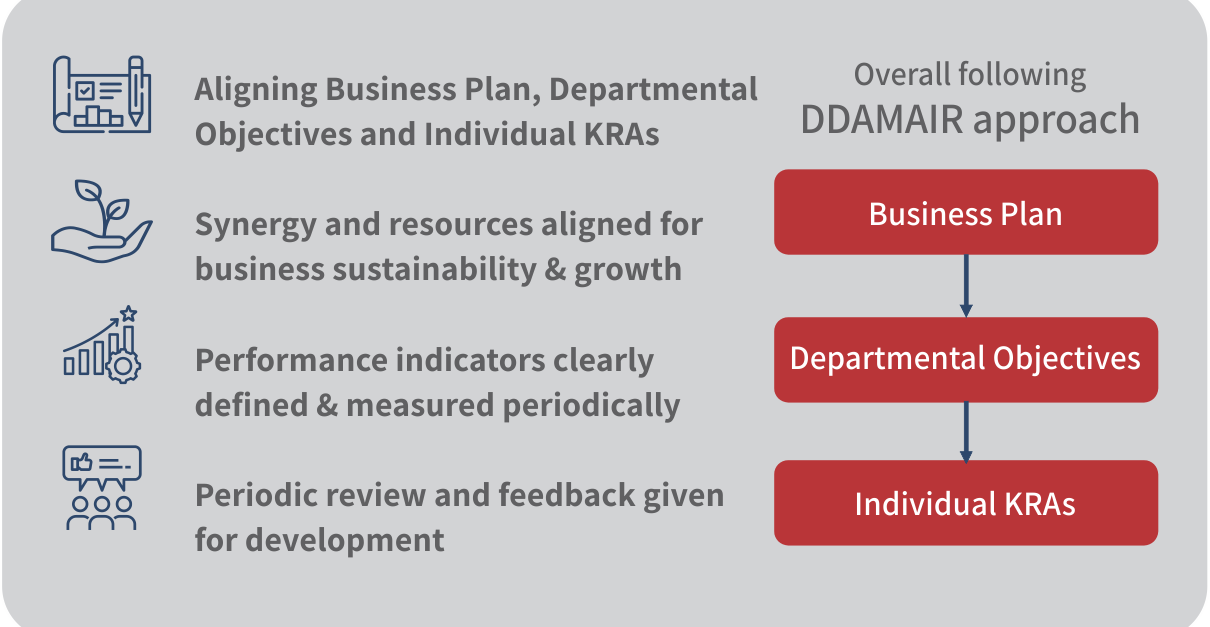 Aligning Business Plan, Departmental
Objectives and Individual KRAs
Synergy and resources aligned for
business sustainability & growth
Performance indicators clearly
defined & measured periodically
Periodic review and feedback given
for development
Overall following
DDAMAIR approach
Business Plan
Departmental Objectives
Individual KRAs